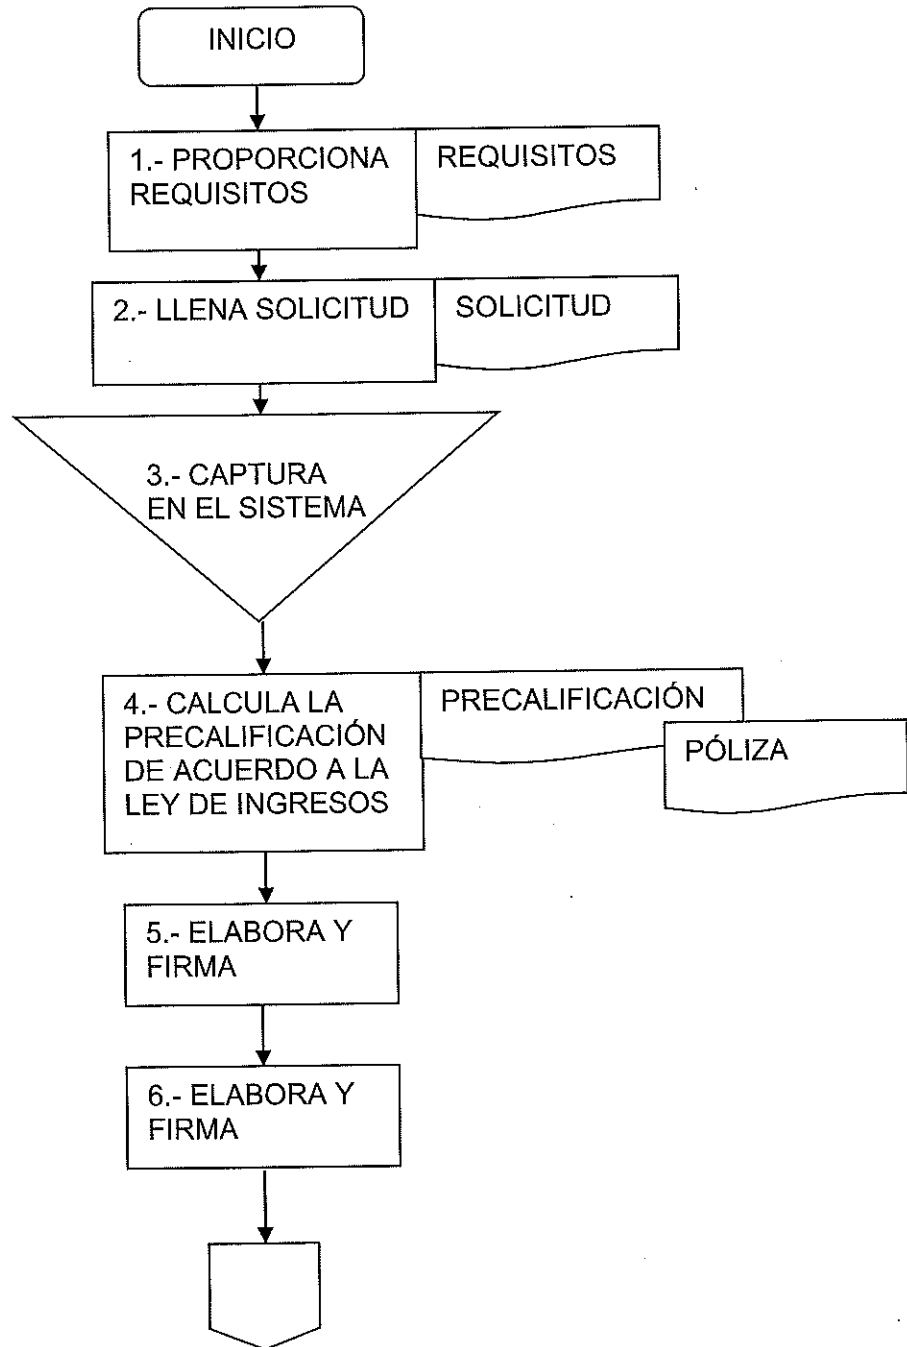 INICIO
1.- PROPORCIONA
REQUISITOS
REQUISITOS
2.- LLENA SOLICITUD
SOLICITUD
3.- CAPTURA
EN EL SISTEMA
4.- CALCULA LA
PRECALIFICACIÓN
DE ACUERDO A LA
LEY DE INGRESOS
PRECALIFICACIÓN
PÓLIZA
5.- ELABORA Y
FIRMA
6.- ELABORA Y
FIRMA